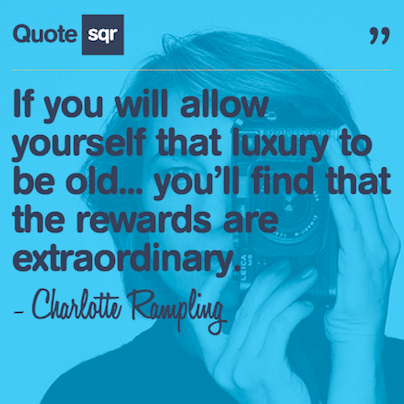 Quote sqr ”
If you will allow
yourself that luxury to
be old... you’ll find that
the rewards are
extraordinary.
- Charlotte Rampling
LEICA